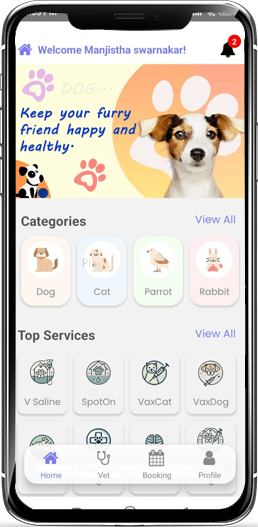 Welcome Manjistha swarnakar!
2
DOG...
Keep your furry
friend happy and
healthy.
Categories View All
Dog Cat Parrot Rabbit
Top Services View All
V Saline SpotOn VaxCat VaxDog
Home Vet Booking Profile